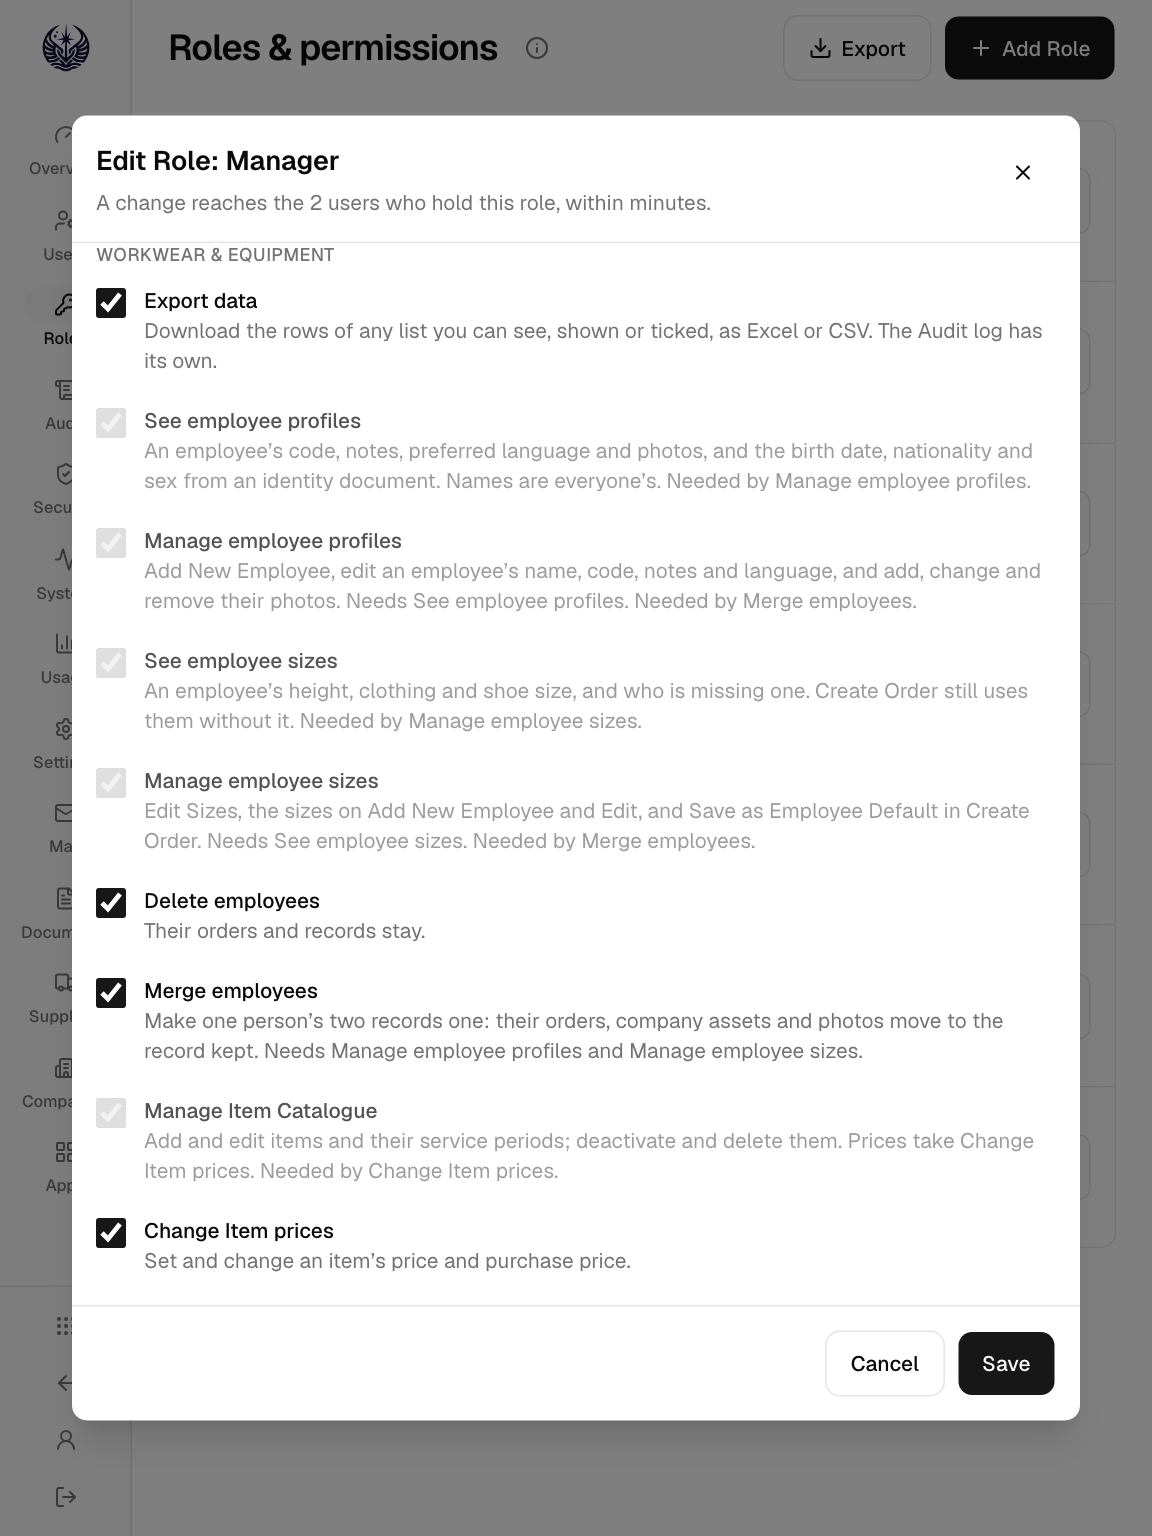 Roles & permissions
Export
Add Role
Edit Role: Manager
A change reaches the 2 users who hold this role, within minutes.
WORKWEAR & EQUIPMENT
Export data
Download the rows of any list you can see, shown or ticked, as Excel or CSV. The Audit log has
its own.
See employee profiles
An employee’s code, notes, preferred language and photos, and the birth date, nationality and
sex from an identity document. Names are everyone’s. Needed by Manage employee profiles.
Manage employee profiles
Add New Employee, edit an employee’s name, code, notes and language, and add, change and
remove their photos. Needs See employee profiles. Needed by Merge employees.
See employee sizes
An employee’s height, clothing and shoe size, and who is missing one. Create Order still uses
them without it. Needed by Manage employee sizes.
Manage employee sizes
Edit Sizes, the sizes on Add New Employee and Edit, and Save as Employee Default in Create
Order. Needs See employee sizes. Needed by Merge employees.
Delete employees
Their orders and records stay.
Merge employees
Make one person’s two records one: their orders, company assets and photos move to the
record kept. Needs Manage employee profiles and Manage employee sizes.
Manage Item Catalogue
Add and edit items and their service periods; deactivate and delete them. Prices take Change
Item prices. Needed by Change Item prices.
Change Item prices
Set and change an item’s price and purchase price.
Cancel
Save